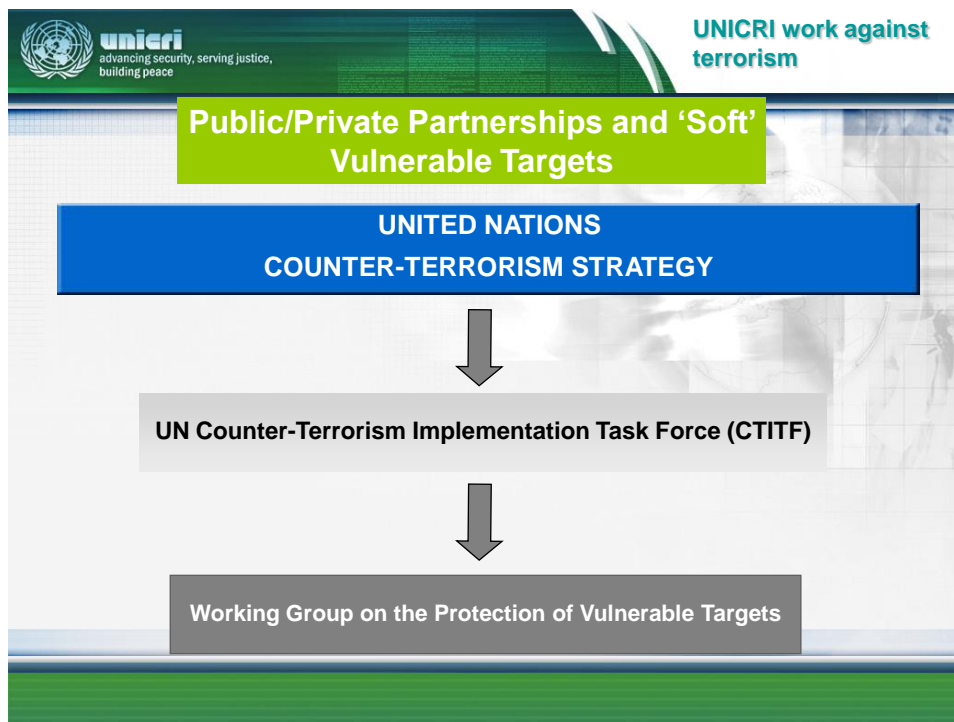 unicri
advancing security, serving justice,
building peace
UNICRI work against
terrorism
Public/Private Partnerships and ‘Soft’
Vulnerable Targets
UNITED NATIONS
COUNTER-TERRORISM STRATEGY
UN Counter-Terrorism Implementation Task Force (CTITF)
Working Group on the Protection of Vulnerable Targets